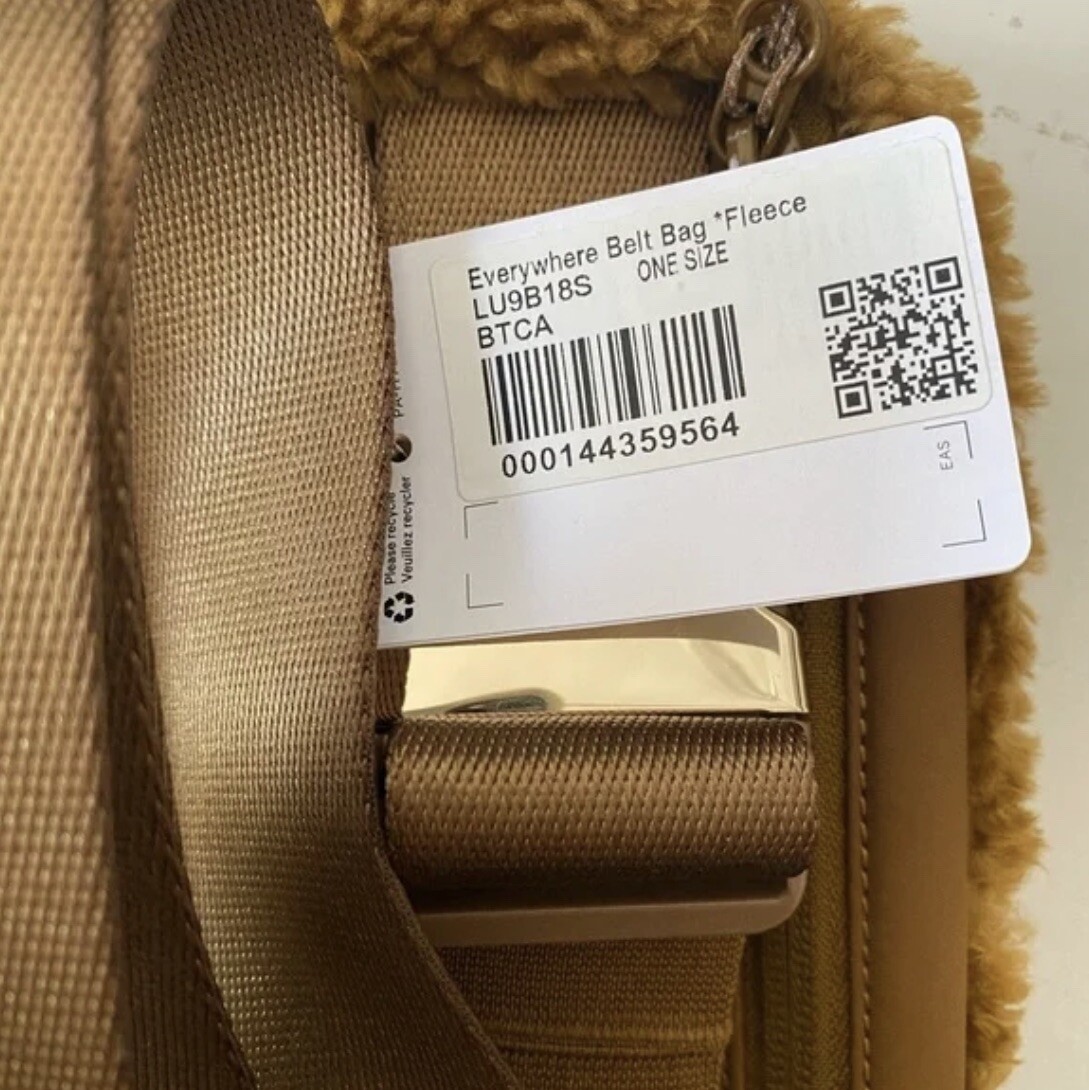 Everywhere Belt Bag *Fleece
LU9B18S ONE SIZE
BTCA
000144359564
EAS
Please recycle
Veuillez recycler